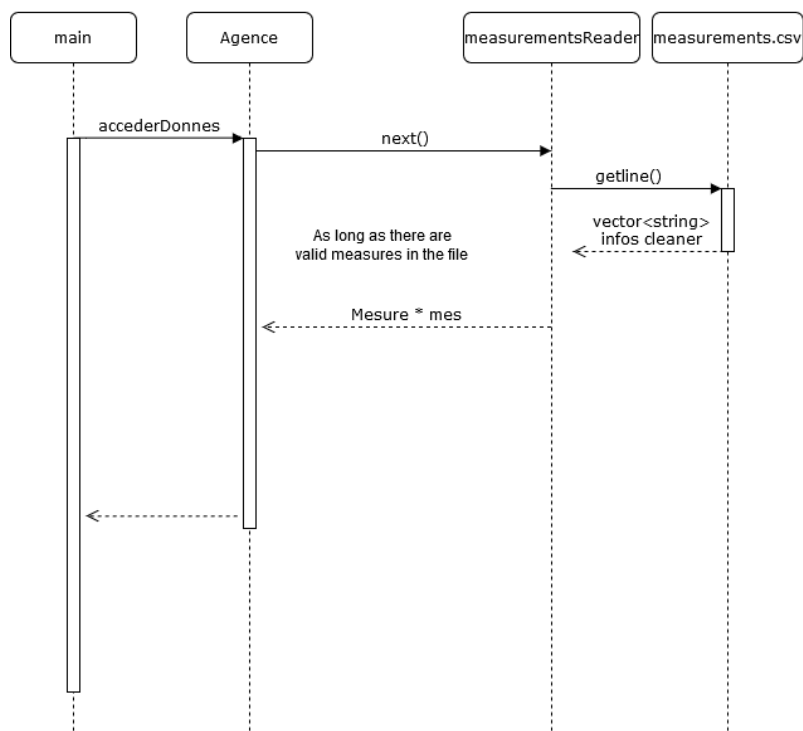 main
Agence
measurementsReader
measurements.csv
accederDonnes
next()
getline()
vector<string>
infos cleaner
As long as there are
valid measures in the file
Mesure * mes